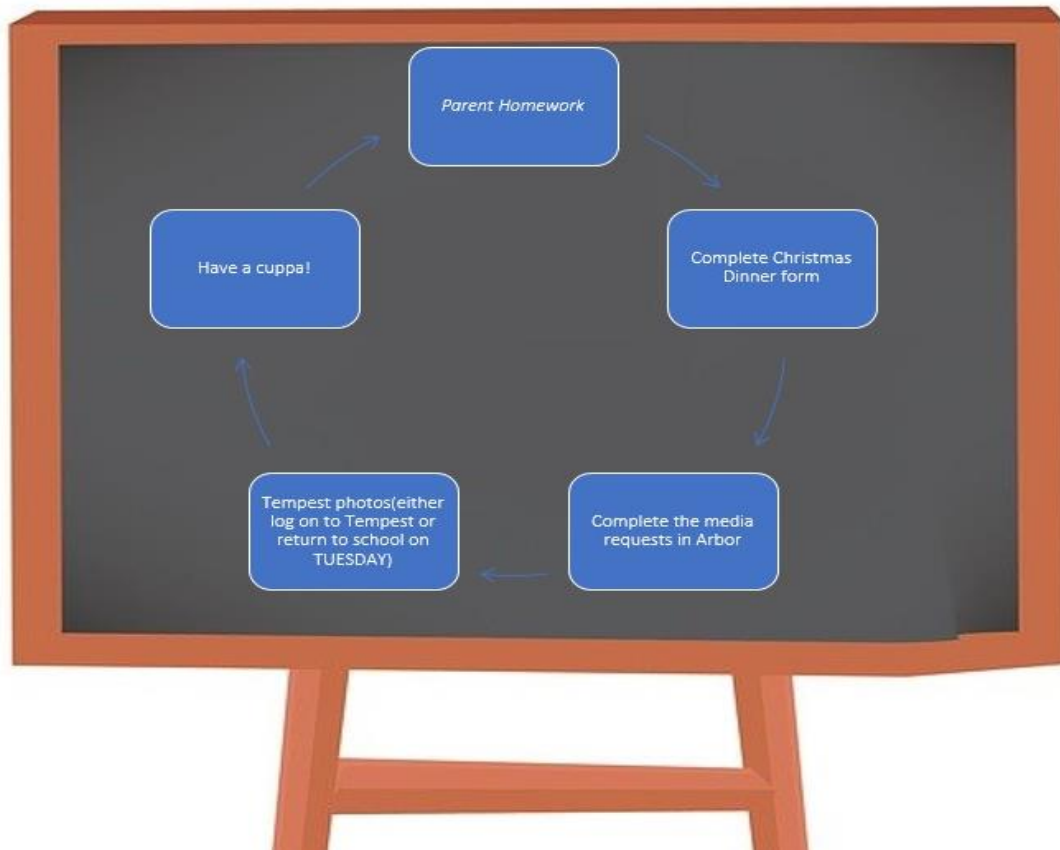 Parent Homework
Complete Christmas
Dinner form
Complete the media
requests in Arbor
Tempest photos(either
log on to Tempest or
return to school on
TUESDAY)
Have a cuppa!